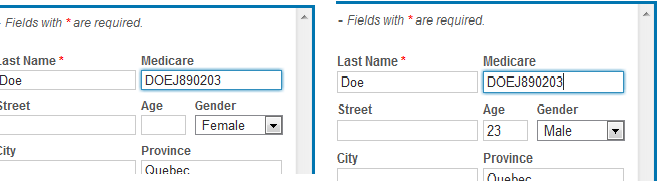 - Fields with * are required.
Last Name * Medicare
Doe DOEJ890203
Street Age Gender
Female
City Province
Quebec
- Fields with * are required.
Last Name * Medicare
Doe DOEJ890203
Street Age Gender
23 Male
City Province
Quebec